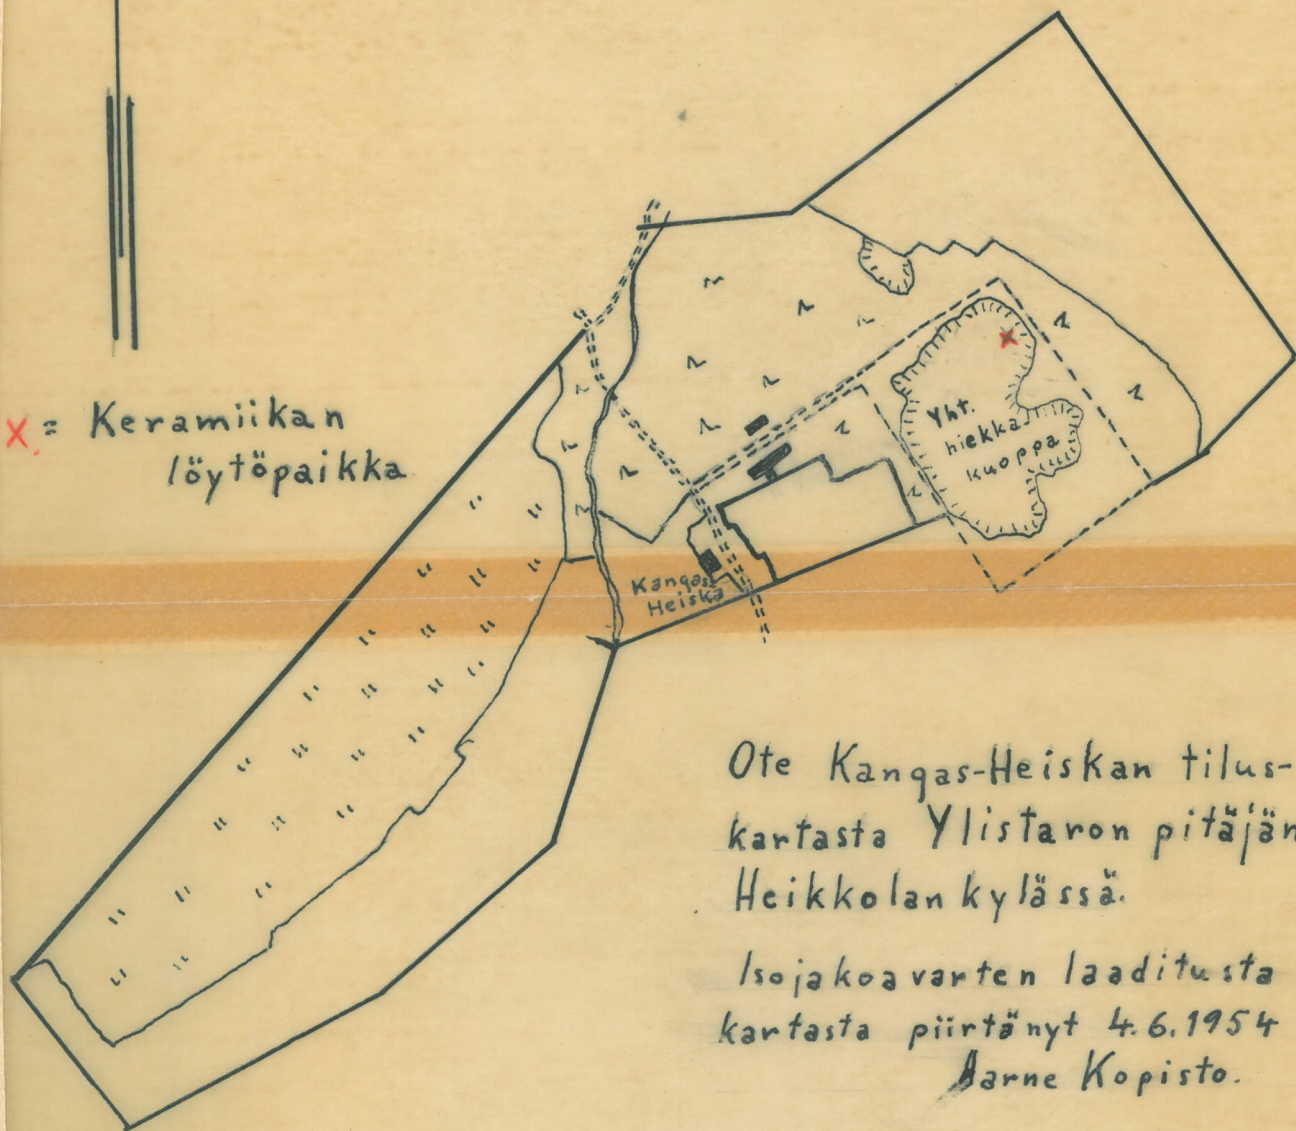 x = Keramiikan
löytöpaikka
Yht.
hiekka
kuoppa
Kangas-
Heiska
Ote Kangas-Heiskan tilus-
kartasta Ylistaron pitäjän
Heikkolan kylässä.
Isojakoa varten laaditusta
kartasta piirtänyt 4.6.1954
Aarne Kopisto.